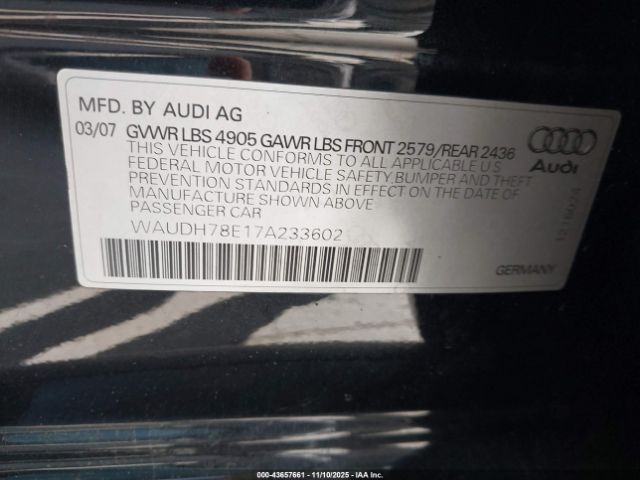 MFD. BY AUDI AG
03/07 GVWR LBS 4905 GAWR LBS FRONT 2579/REAR 2436
THIS VEHICLE CONFORMS TO ALL APPLICABLE U S
FEDERAL MOTOR VEHICLE SAFETY,BUMPER AND THEFT
PREVENTION STANDARDS IN EFFECT ON THE DATE OF
MANUFACTURE SHOWN ABOVE
PASSENGER CAR
WAUDH78E17A233602
Audi
GERMANY
000-43657661 — 11/10/2025 — IAA Inc.